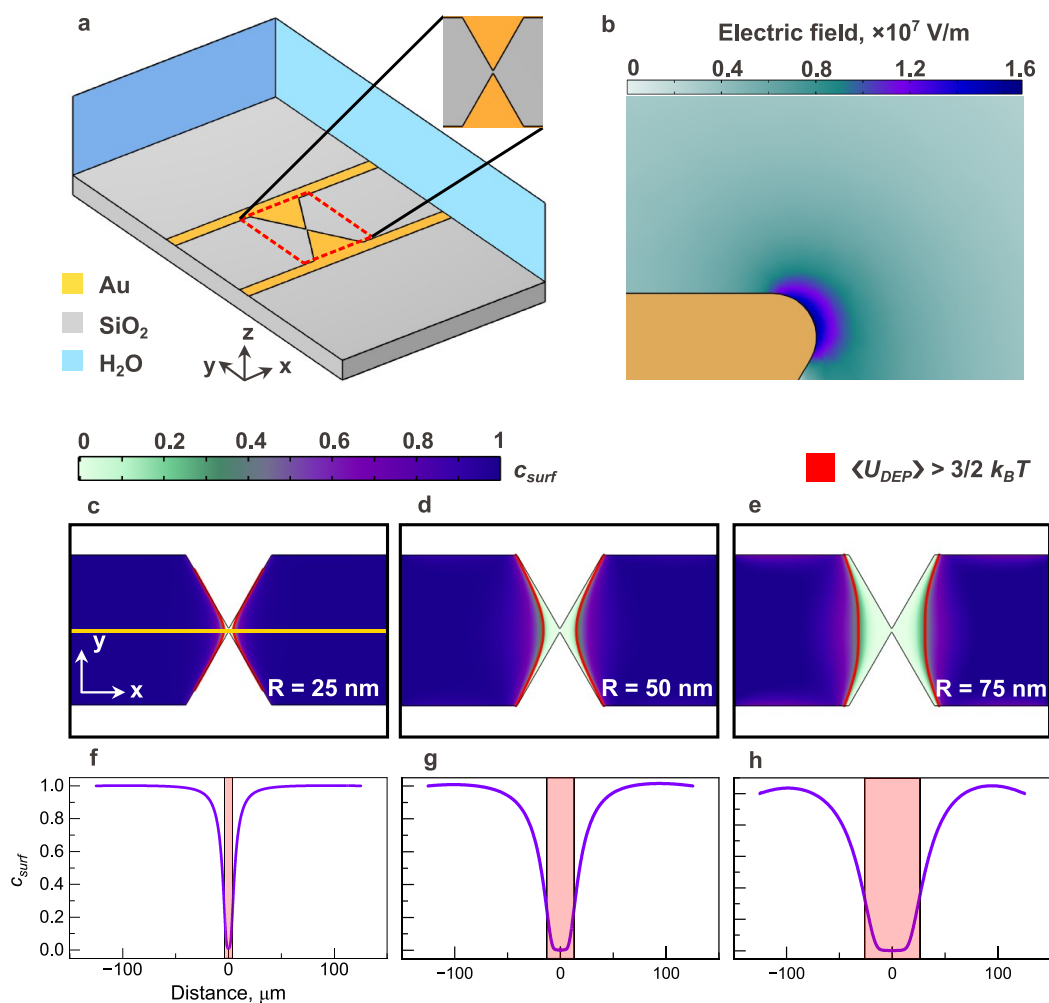 a
Au
SiO₂
H₂O
z
y
x
b
Electric field, ×10⁷ V/m
0 0.4 0.8 1.2 1.6
0 0.2 0.4 0.6 0.8 1
c_surf
⟨U_DEP⟩ > 3/2 k_BT
c
y
x
R = 25 nm
d
R = 50 nm
e
R = 75 nm
f
c_surf
1.0
0.8
0.6
0.4
0.2
0.0
−100 0 100
Distance, μm
g
−100 0 100
h
−100 0 100